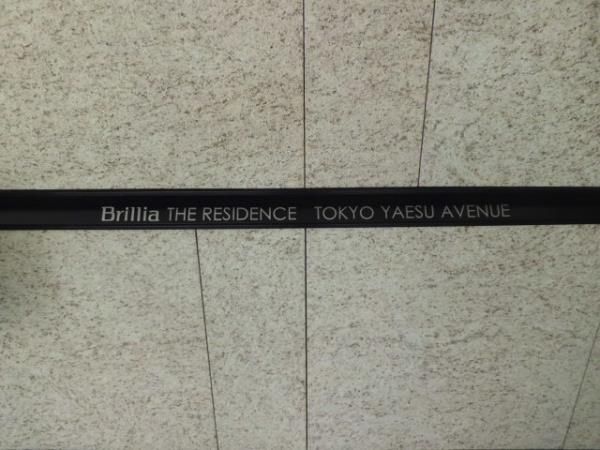 Brillia THE RESIDENCE TOKYO YAESU AVENUE